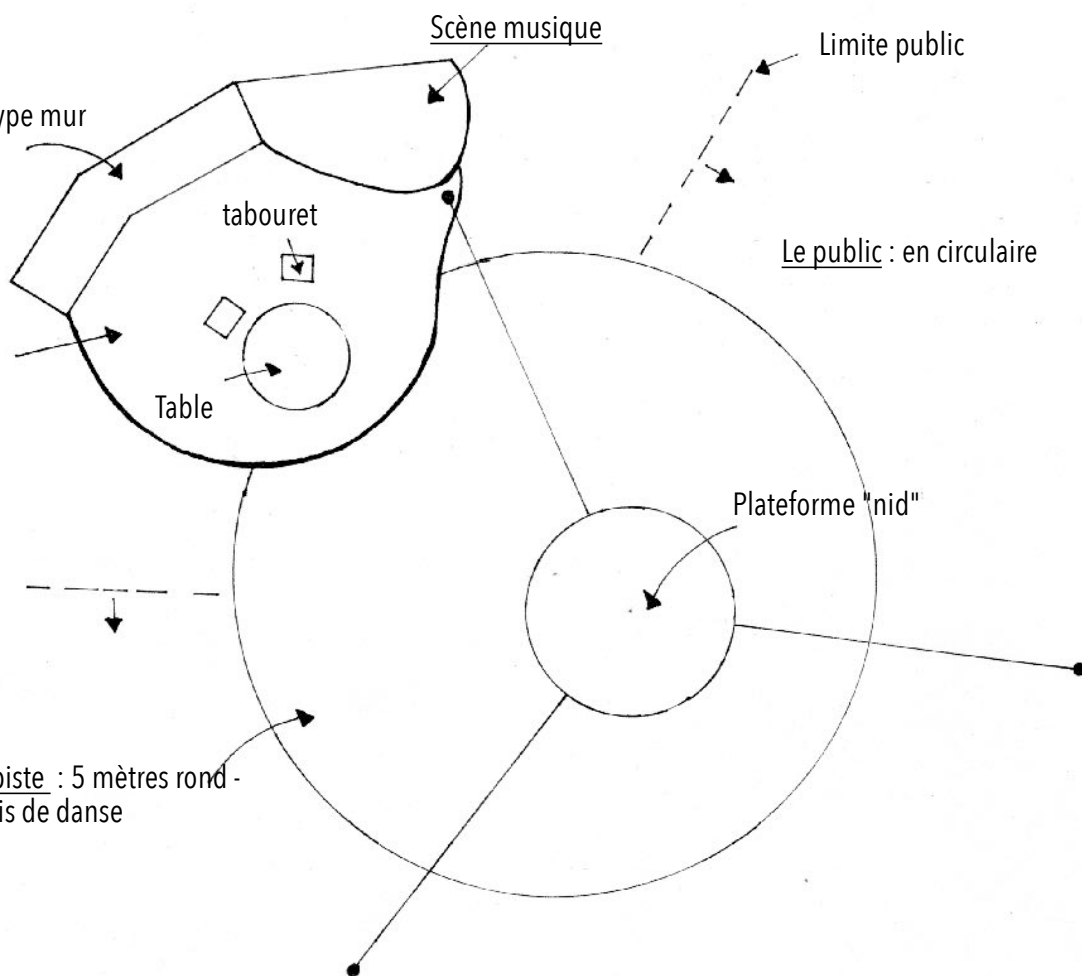 Scène musique
Limite public
ype mur
tabouret
Le public : en circulaire
Table
Plateforme "nid"
piste : 5 mètres rond -
is de danse